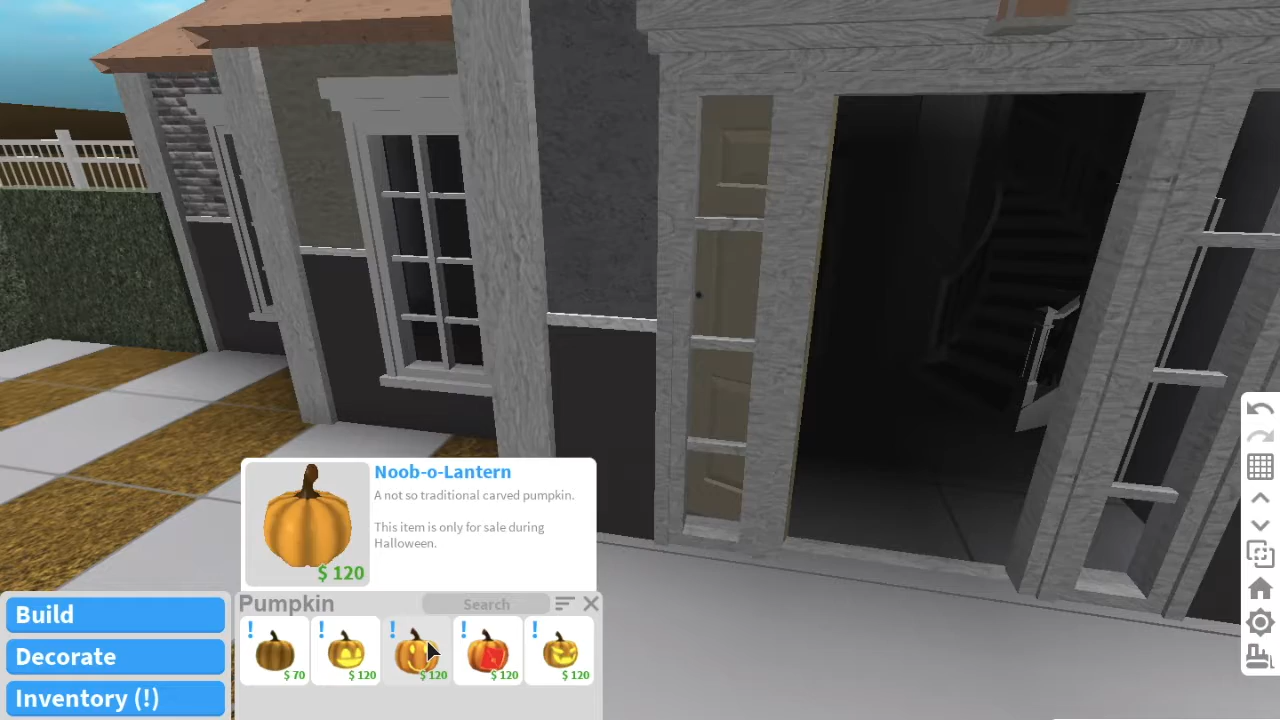 Noob-o-Lantern
A not so traditional carved pumpkin.
This item is only for sale during
Halloween.
$ 120
Build
Decorate
Inventory (!)
Pumpkin
Search
! ! ! ! !
$ 70 $ 120 $ 120 $ 120 $ 120